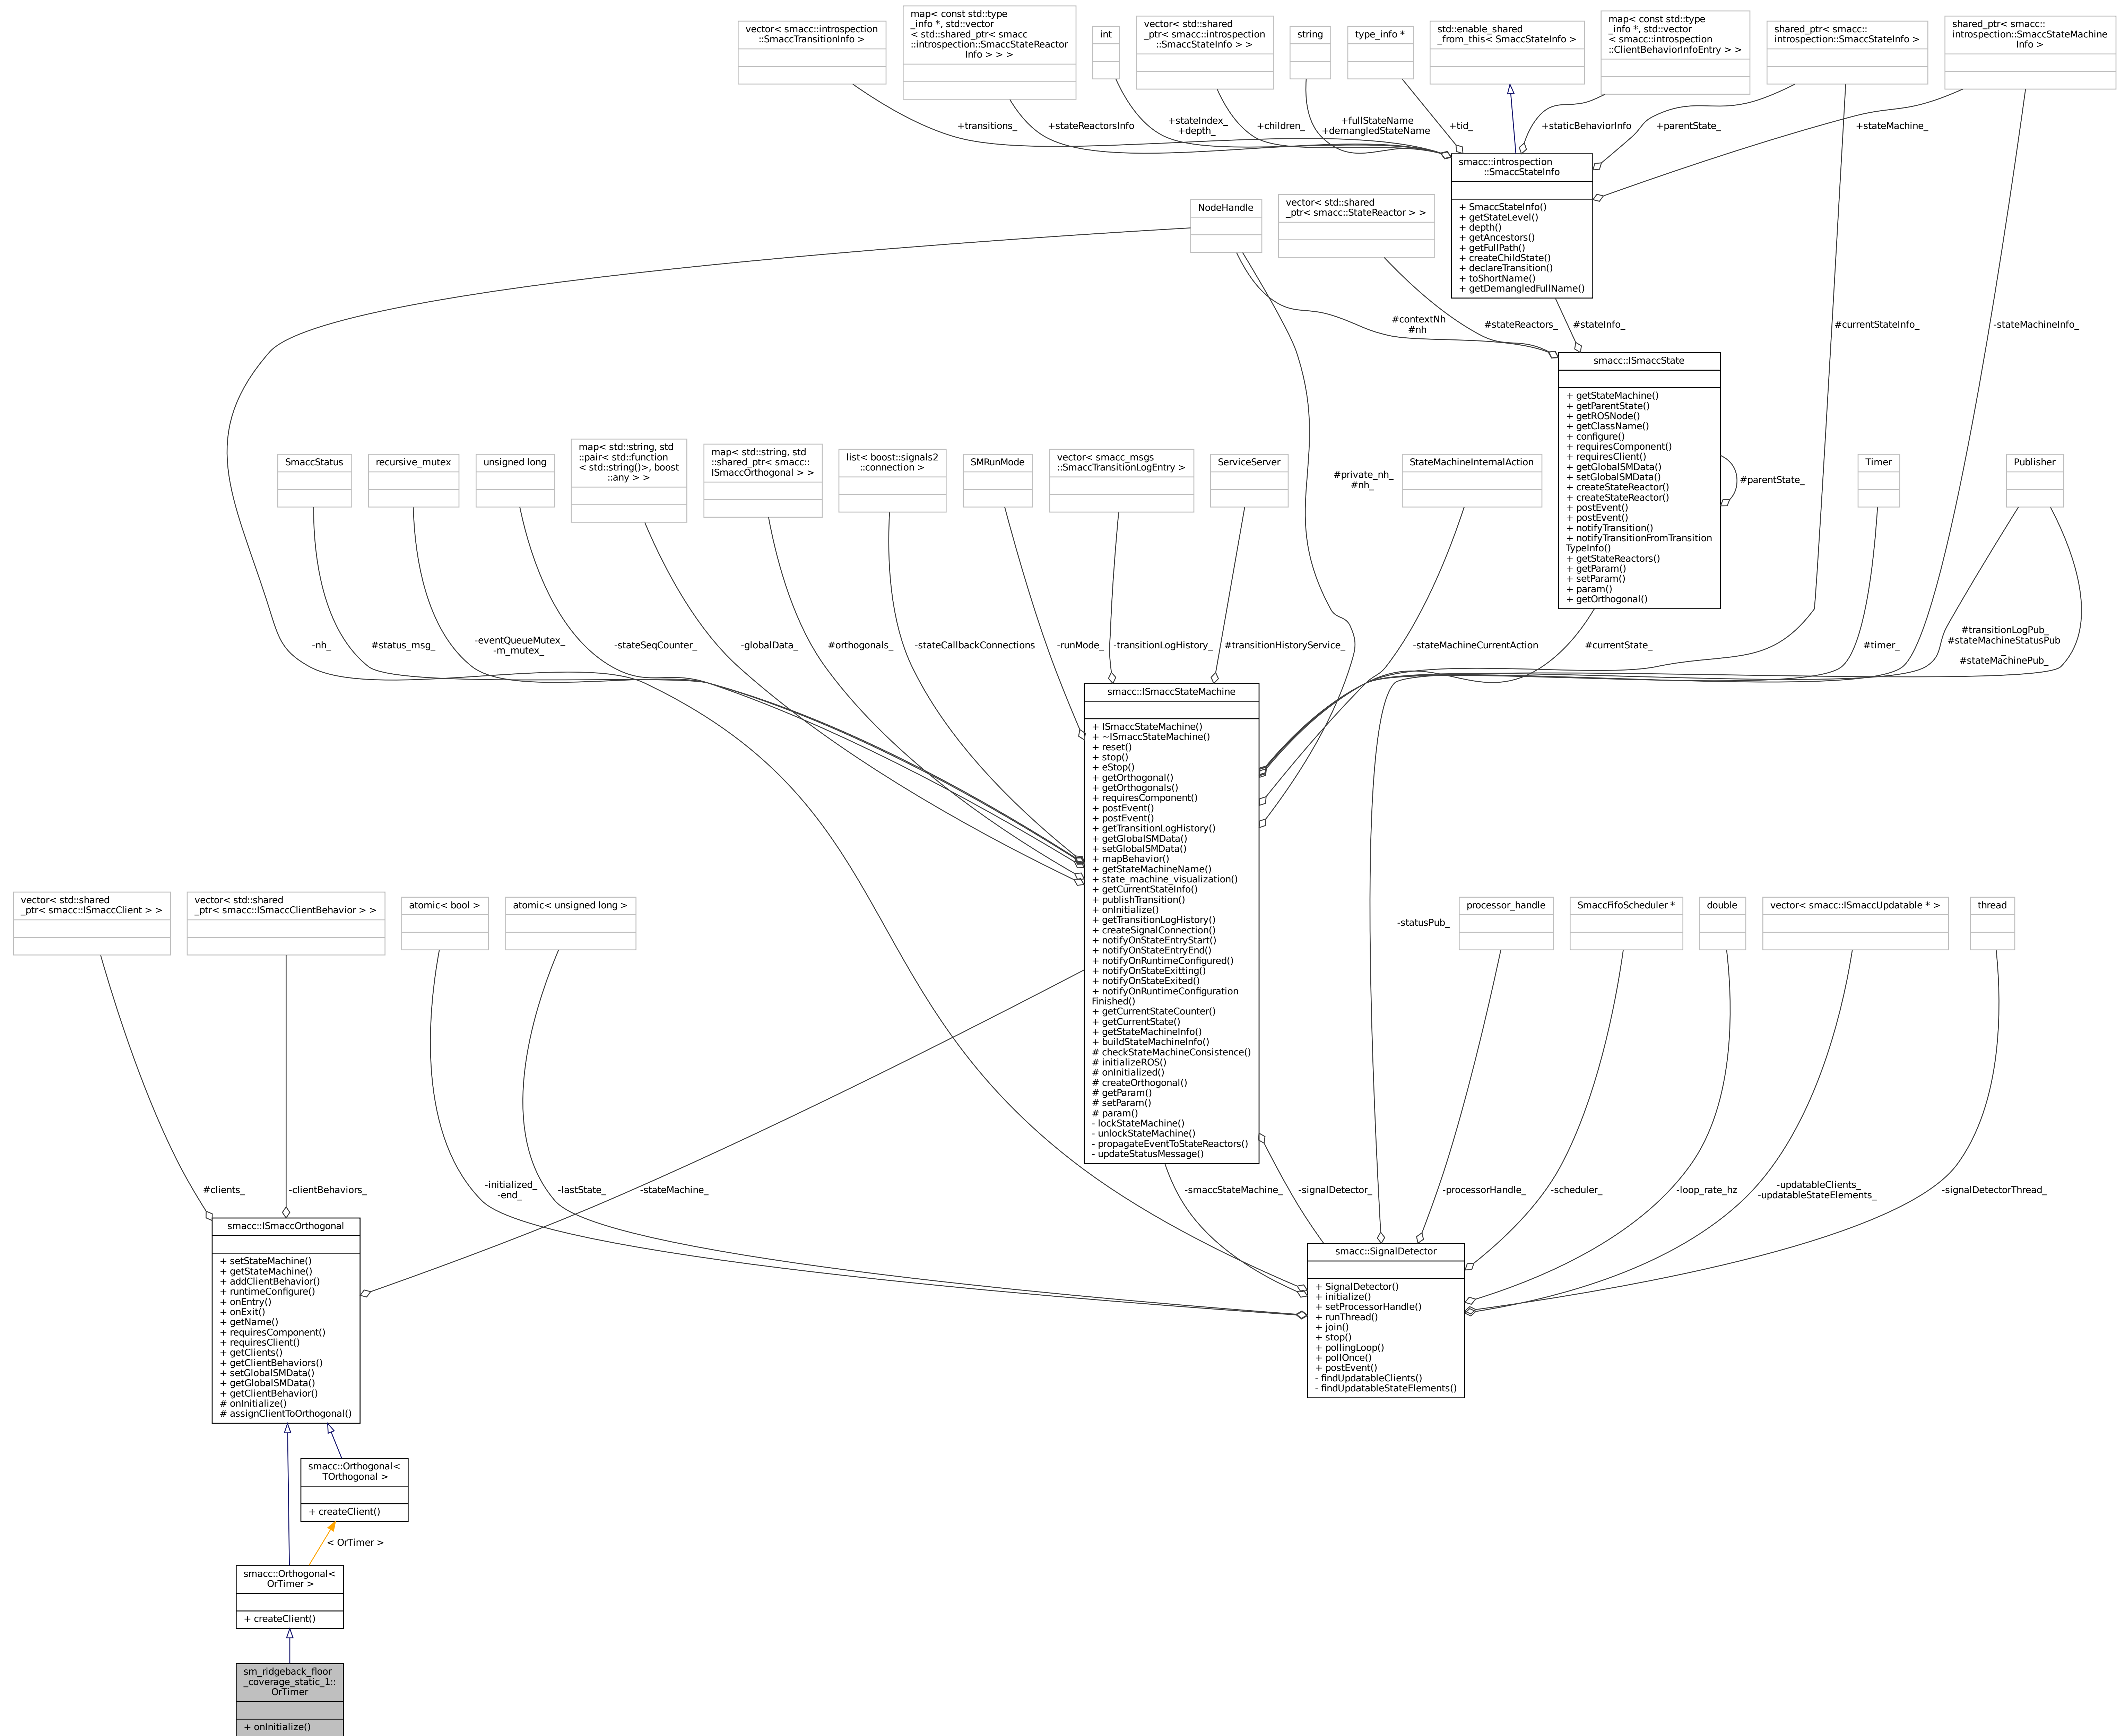 vector< smacc::introspection
::SmaccTransitionInfo >
map< const std::type
_info *, std::vector
< std::shared_ptr< smacc
::introspection::SmaccStateReactor
Info > > >
int
vector< std::shared
_ptr< smacc::introspection
::SmaccStateInfo > >
string
type_info *
std::enable_shared
_from_this< SmaccStateInfo >
map< const std::type
_info *, std::vector
< smacc::introspection
::ClientBehaviorInfoEntry > >
shared_ptr< smacc::
introspection::SmaccStateInfo >
shared_ptr< smacc::
introspection::SmaccStateMachine
Info >
+transitions_
+stateReactorsInfo
+stateIndex_
+depth_
+children_
+fullStateName
+demangledStateName
+tid_
+staticBehaviorInfo
+parentState_
+stateMachine_
smacc::introspection
::SmaccStateInfo
+ SmaccStateInfo()
+ getStateLevel()
+ depth()
+ getAncestors()
+ getFullPath()
+ createChildState()
+ declareTransition()
+ toShortName()
+ getDemangledFullName()
NodeHandle
vector< std::shared
_ptr< smacc::StateReactor > >
#contextNh
#nh
#stateReactors_
#stateInfo_
#currentStateInfo_
-stateMachineInfo_
smacc::ISmaccState
+ getStateMachine()
+ getParentState()
+ getROSNode()
+ getClassName()
+ configure()
+ requiresComponent()
+ requiresClient()
+ getGlobalSMData()
+ setGlobalSMData()
+ createStateReactor()
+ createStateReactor()
+ postEvent()
+ postEvent()
+ notifyTransition()
+ notifyTransitionFromTransition
TypeInfo()
+ getStateReactors()
+ getParam()
+ setParam()
+ param()
+ getOrthogonal()
#parentState_
SmaccStatus
recursive_mutex
unsigned long
map< std::string, std
::pair< std::function
< std::string()>, boost
::any > >
map< std::string, std
::shared_ptr< smacc::
ISmaccOrthogonal > >
list< boost::signals2
::connection >
SMRunMode
vector< smacc_msgs
::SmaccTransitionLogEntry >
ServiceServer
#private_nh_
#nh_
StateMachineInternalAction
Timer
Publisher
-nh_
#status_msg_
-eventQueueMutex_
-m_mutex_
-stateSeqCounter_
-globalData_
#orthogonals_
-stateCallbackConnections
-runMode_
-transitionLogHistory_
#transitionHistoryService_
-stateMachineCurrentAction
#currentState_
#timer_
#transitionLogPub_
#stateMachineStatusPub
_
#stateMachinePub_
smacc::ISmaccStateMachine
+ ISmaccStateMachine()
+ ~ISmaccStateMachine()
+ reset()
+ stop()
+ eStop()
+ getOrthogonal()
+ getOrthogonals()
+ requiresComponent()
+ postEvent()
+ postEvent()
+ getTransitionLogHistory()
+ getGlobalSMData()
+ setGlobalSMData()
+ mapBehavior()
+ getStateMachineName()
+ state_machine_visualization()
+ getCurrentStateInfo()
+ publishTransition()
+ onInitialize()
+ getTransitionLogHistory()
+ createSignalConnection()
+ notifyOnStateEntryStart()
+ notifyOnStateEntryEnd()
+ notifyOnRuntimeConfigured()
+ notifyOnStateExitting()
+ notifyOnStateExited()
+ notifyOnRuntimeConfiguration
Finished()
+ getCurrentStateCounter()
+ getCurrentState()
+ getStateMachineInfo()
+ buildStateMachineInfo()
# checkStateMachineConsistence()
# initializeROS()
# onInitialized()
# createOrthogonal()
# getParam()
# setParam()
# param()
- lockStateMachine()
- unlockStateMachine()
- propagateEventToStateReactors()
- updateStatusMessage()
vector< std::shared
_ptr< smacc::ISmaccClient > >
vector< std::shared
_ptr< smacc::ISmaccClientBehavior > >
atomic< bool >
atomic< unsigned long >
-statusPub_
processor_handle
SmaccFifoScheduler *
double
vector< smacc::ISmaccUpdatable * >
thread
#clients_
-clientBehaviors_
-initialized_
-end_
-lastState_
-stateMachine_
-smaccStateMachine_
-signalDetector_
-processorHandle_
-scheduler_
-loop_rate_hz
-updatableClients_
-updatableStateElements_
-signalDetectorThread_
smacc::ISmaccOrthogonal
+ setStateMachine()
+ getStateMachine()
+ addClientBehavior()
+ runtimeConfigure()
+ onEntry()
+ onExit()
+ getName()
+ requiresComponent()
+ requiresClient()
+ getClients()
+ getClientBehaviors()
+ setGlobalSMData()
+ getGlobalSMData()
+ getClientBehavior()
# onInitialize()
# assignClientToOrthogonal()
smacc::SignalDetector
+ SignalDetector()
+ initialize()
+ setProcessorHandle()
+ runThread()
+ join()
+ stop()
+ pollingLoop()
+ pollOnce()
+ postEvent()
- findUpdatableClients()
- findUpdatableStateElements()
smacc::Orthogonal<
TOrthogonal >
+ createClient()
< OrTimer >
smacc::Orthogonal<
OrTimer >
+ createClient()
sm_ridgeback_floor
_coverage_static_1::
OrTimer
+ onInitialize()